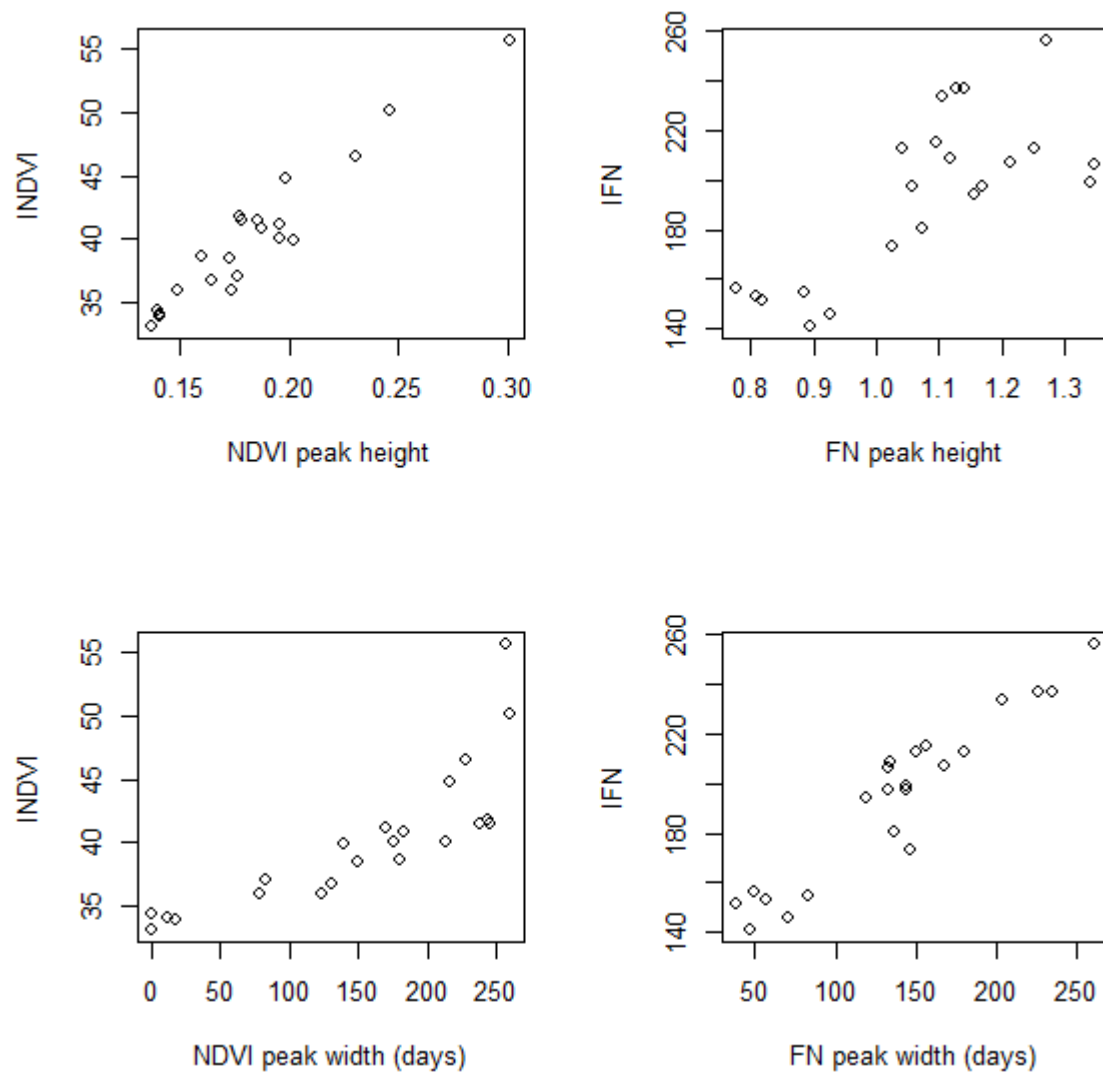 INDVI
55
50
45
40
35
0.15 0.20 0.25 0.30
NDVI peak height
IFN
260
220
180
140
0.8 0.9 1.0 1.1 1.2 1.3
FN peak height
INDVI
55
50
45
40
35
0 50 100 150 200 250
NDVI peak width (days)
IFN
260
220
180
140
50 100 150 200 250
FN peak width (days)